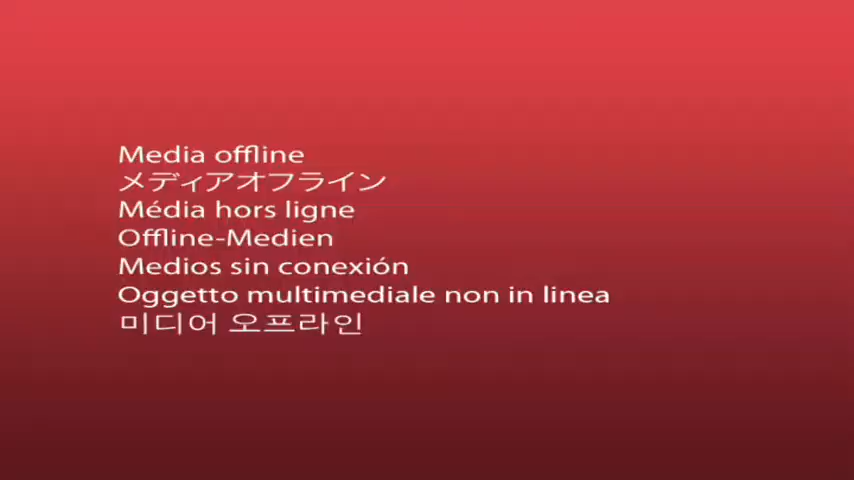 Media offline
メディアオフライン
Média hors ligne
Offline-Medien
Medios sin conexión
Oggetto multimediale non in linea
미디어 오프라인